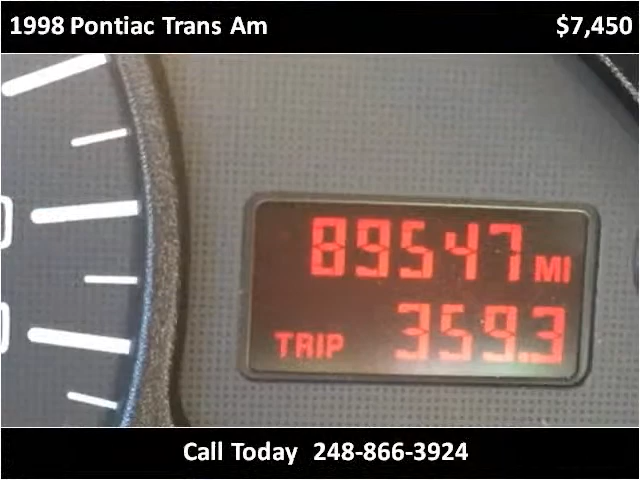 1998 Pontiac Trans Am $7,450
89547 MI
TRIP 359.3
Call Today 248-866-3924